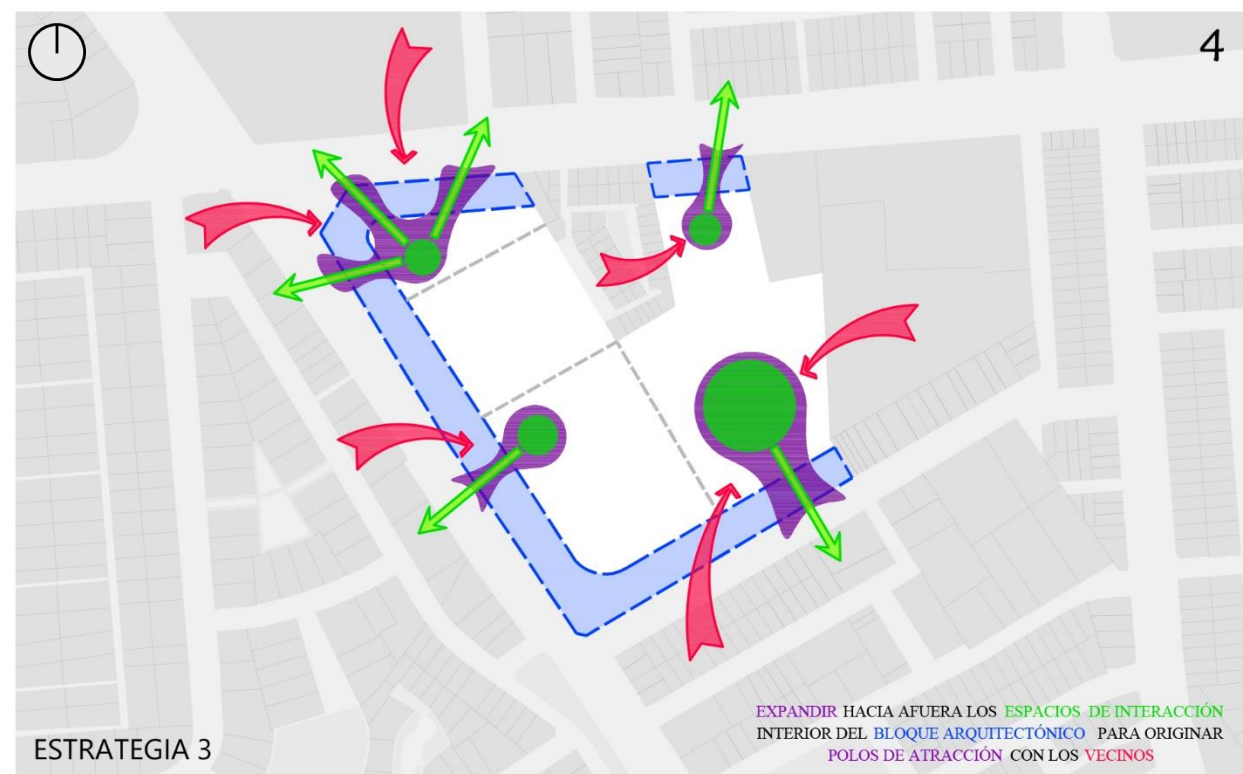 4
ESTRATEGIA 3
EXPANDIR HACIA AFUERA LOS ESPACIOS DE INTERACCIÓN
INTERIOR DEL BLOQUE ARQUITECTÓNICO PARA ORIGINAR
POLOS DE ATRACCIÓN CON LOS VECINOS